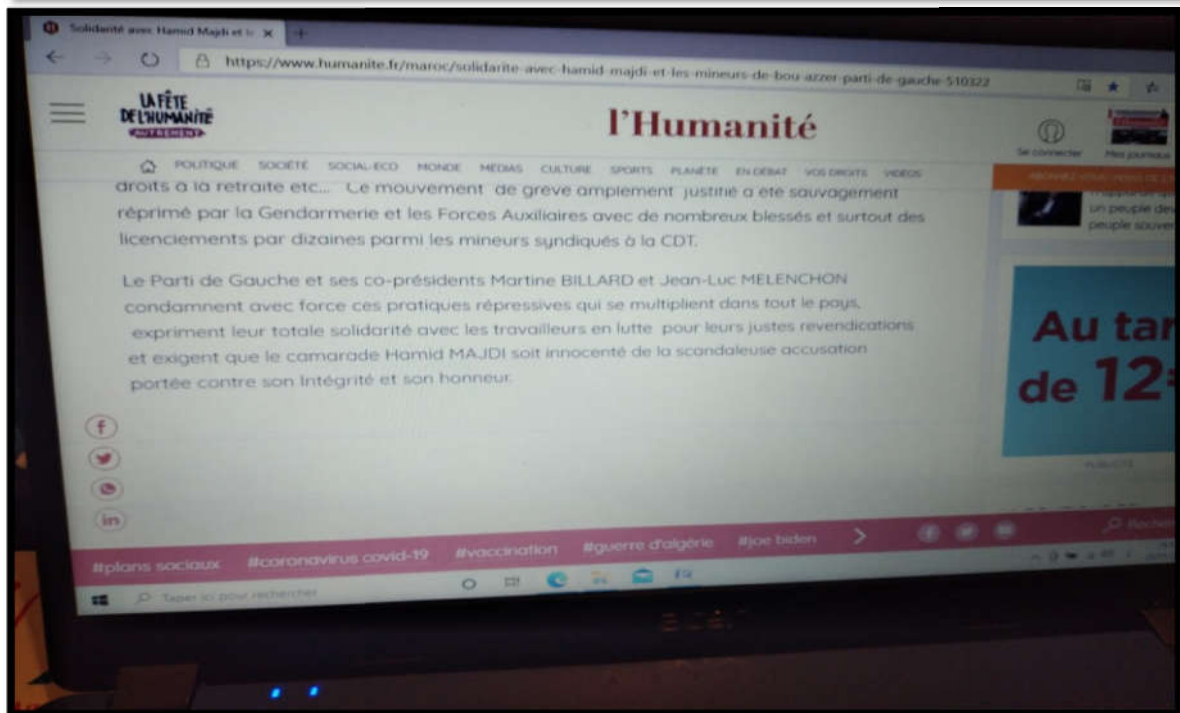 Solidarité avec Hamid Majdi et
https://www.humanite.fr/maroc/solidarite-avec-hamid-majdi-et-les-mineurs-de-bou-azzer-parti-de-gauche-510322
LA FÊTE
DE L'HUMANITÉ
AUTREMENT
l'Humanité
Se connecter
Mes journaux
POLITIQUE SOCIÉTÉ SOCIAL-ECO MONDE MÉDIAS CULTURE SPORTS PLANÈTE EN DÉBAT VOS DROITS VIDÉOS
droits à la retraite etc... Ce mouvement de grève amplement justifié a été sauvagement
réprimé par la Gendarmerie et les Forces Auxiliaires avec de nombreux blessés et surtout des
licenciements par dizaines parmi les mineurs syndiqués à la CDT.
un peuple
peuple
Le Parti de Gauche et ses co-présidents Martine BILLARD et Jean-Luc MELENCHON
condamnent avec force ces pratiques répressives qui se multiplient dans tout le pays,
expriment leur totale solidarité avec les travailleurs en lutte pour leurs justes revendications
et exigent que le camarade Hamid MAJDI soit innocenté de la scandaleuse accusation
portée contre son Intégrité et son honneur.
Au tar
de 12
PUBLICITÉ
#plans sociaux #coronavirus covid-19 #vaccination #guerre d'algérie #joe biden
Taper ici pour rechercher
acer